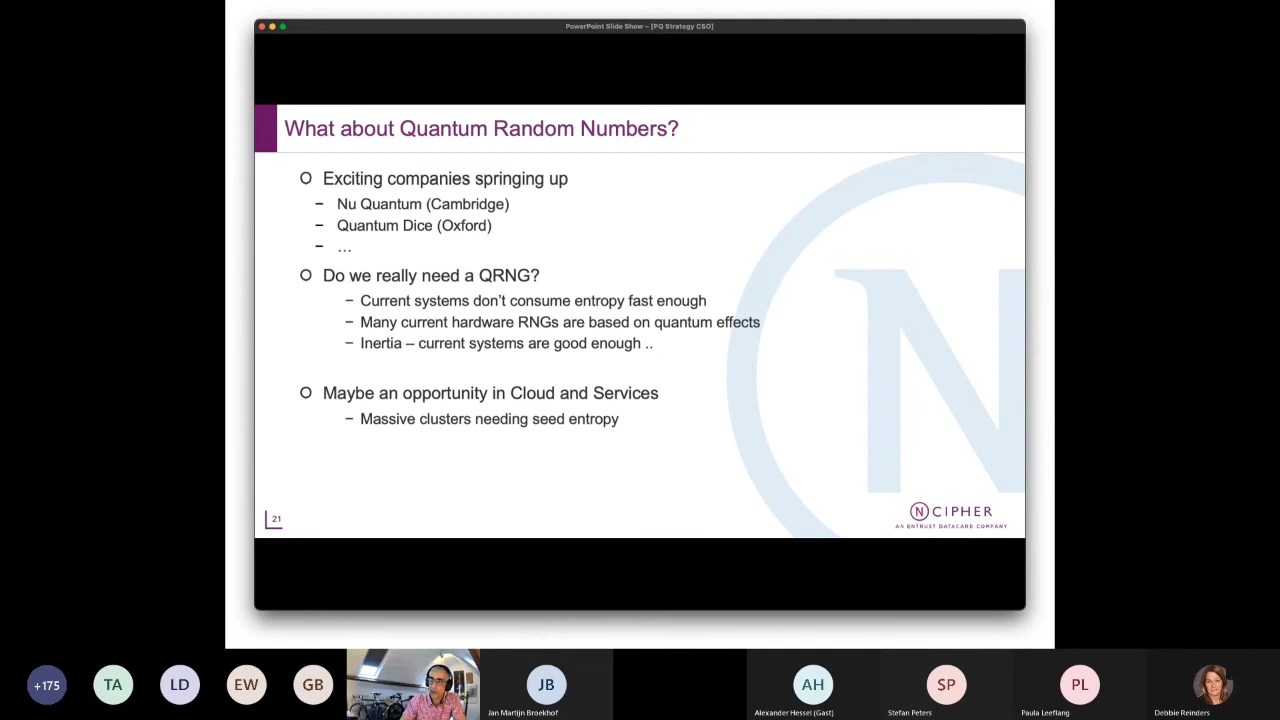 PowerPoint Slide Show – [PQ Strategy CSO]
What about Quantum Random Numbers?
O Exciting companies springing up
– Nu Quantum (Cambridge)
– Quantum Dice (Oxford)
– …
O Do we really need a QRNG?
– Current systems don’t consume entropy fast enough
– Many current hardware RNGs are based on quantum effects
– Inertia – current systems are good enough ..
O Maybe an opportunity in Cloud and Services
– Massive clusters needing seed entropy
21
N CIPHER
AN ENTRUST DATACARD COMPANY
N
+175
TA
LD
EW
GB
JB
Jan Martijn Broekhof
AH
Alexander Hessel (Gast)
SP
Stefan Peters
PL
Paula Leeflang
Debbie Reinders